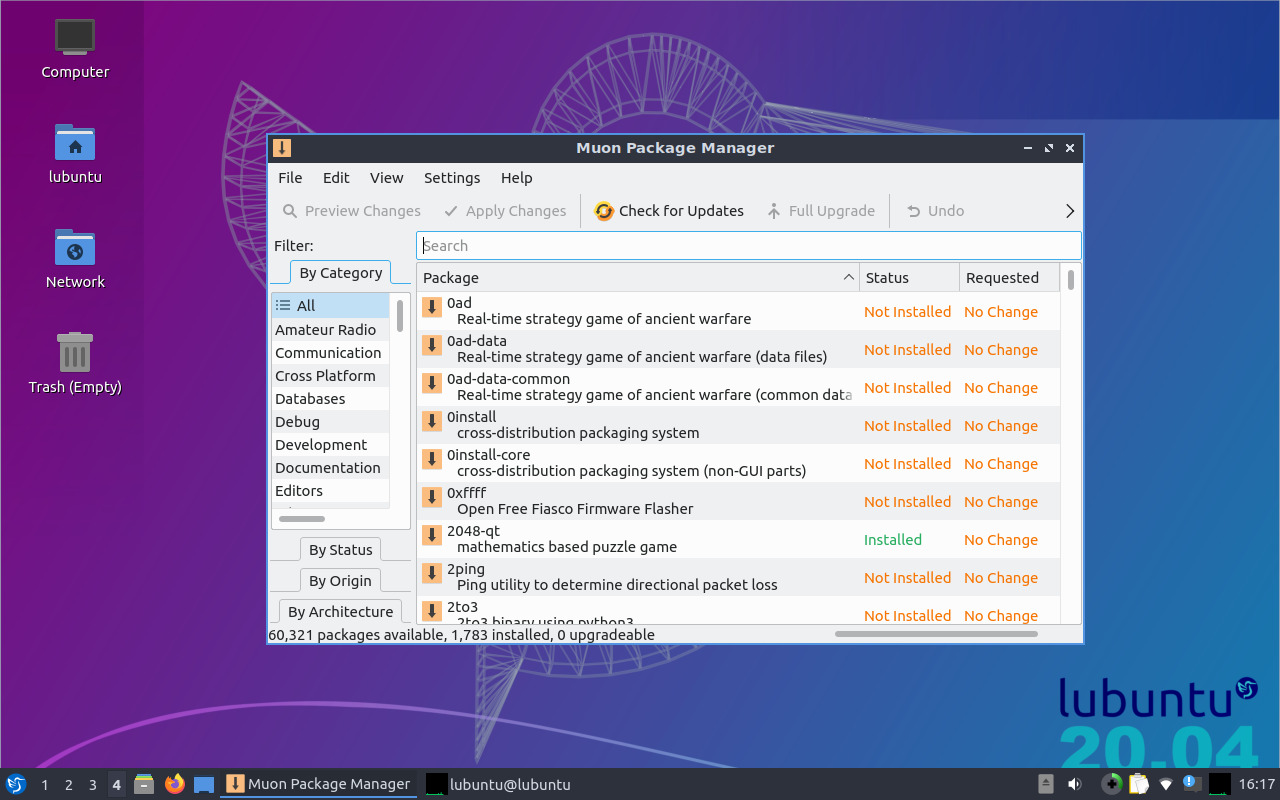 Computer
lubuntu
Network
Trash (Empty)
Muon Package Manager
File Edit View Settings Help
Preview Changes Apply Changes Check for Updates Full Upgrade Undo
Filter:
Search
By Category
All
Amateur Radio
Communication
Cross Platform
Databases
Debug
Development
Documentation
Editors
By Status
By Origin
By Architecture
Package Status Requested
0ad
Real-time strategy game of ancient warfare
Not Installed No Change
0ad-data
Real-time strategy game of ancient warfare (data files)
Not Installed No Change
0ad-data-common
Real-time strategy game of ancient warfare (common data
Not Installed No Change
0install
cross-distribution packaging system
Not Installed No Change
0install-core
cross-distribution packaging system (non-GUI parts)
Not Installed No Change
0xffff
Open Free Fiasco Firmware Flasher
Not Installed No Change
2048-qt
mathematics based puzzle game
Installed No Change
2ping
Ping utility to determine directional packet loss
Not Installed No Change
2to3
2to3 binary using python3
Not Installed No Change
60,321 packages available, 1,783 installed, 0 upgradeable
lubuntu
20.04
1 2 3 4 Muon Package Manager lubuntu@lubuntu 16:17